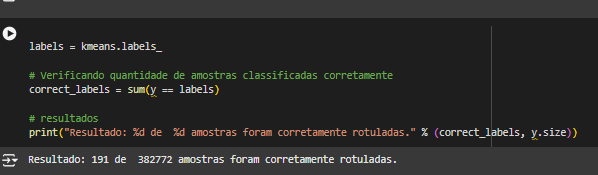 labels = kmeans.labels_
# Verificando quantidade de amostras classificadas corretamente
correct_labels = sum(y == labels)
# resultados
print("Resultado: %d de  %d amostras foram corretamente rotuladas." % (correct_labels, y.size))
Resultado: 191 de  382772 amostras foram corretamente rotuladas.